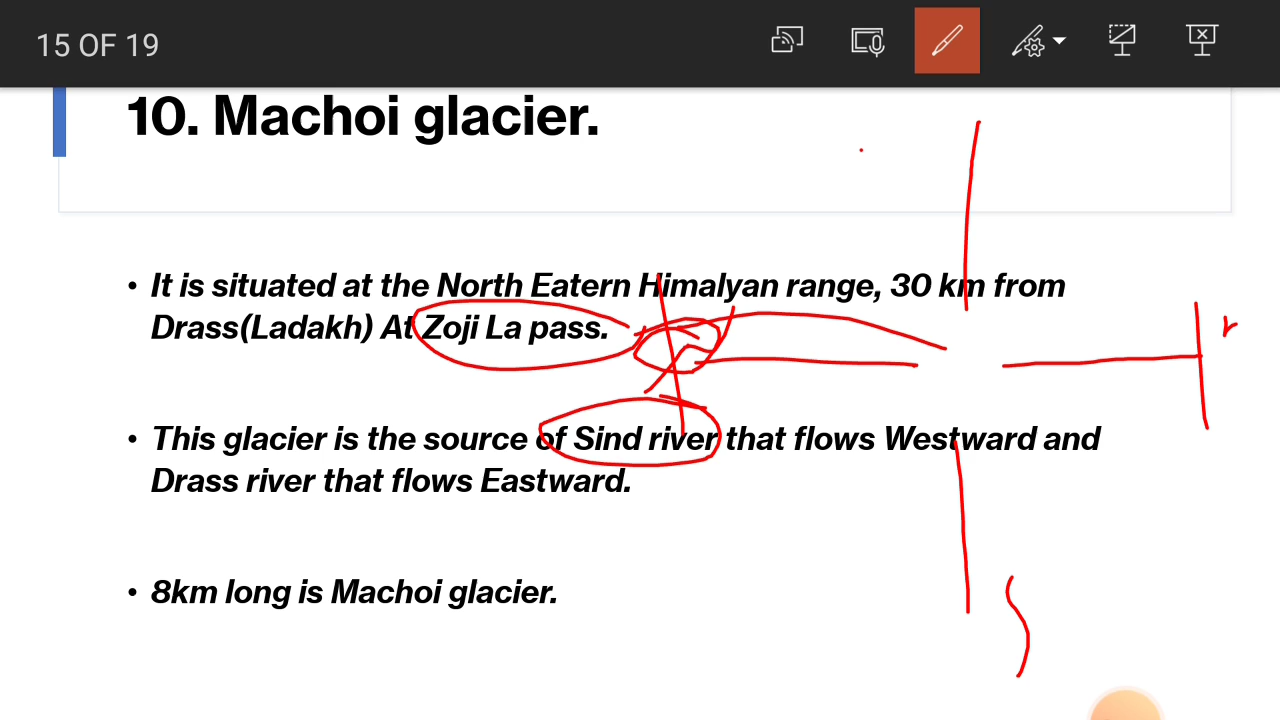 15 OF 19
10. Machoi glacier.
• It is situated at the North Eatern Himalyan range, 30 km from
Drass(Ladakh) At Zoji La pass.
• This glacier is the source of Sind river that flows Westward and
Drass river that flows Eastward.
• 8km long is Machoi glacier.